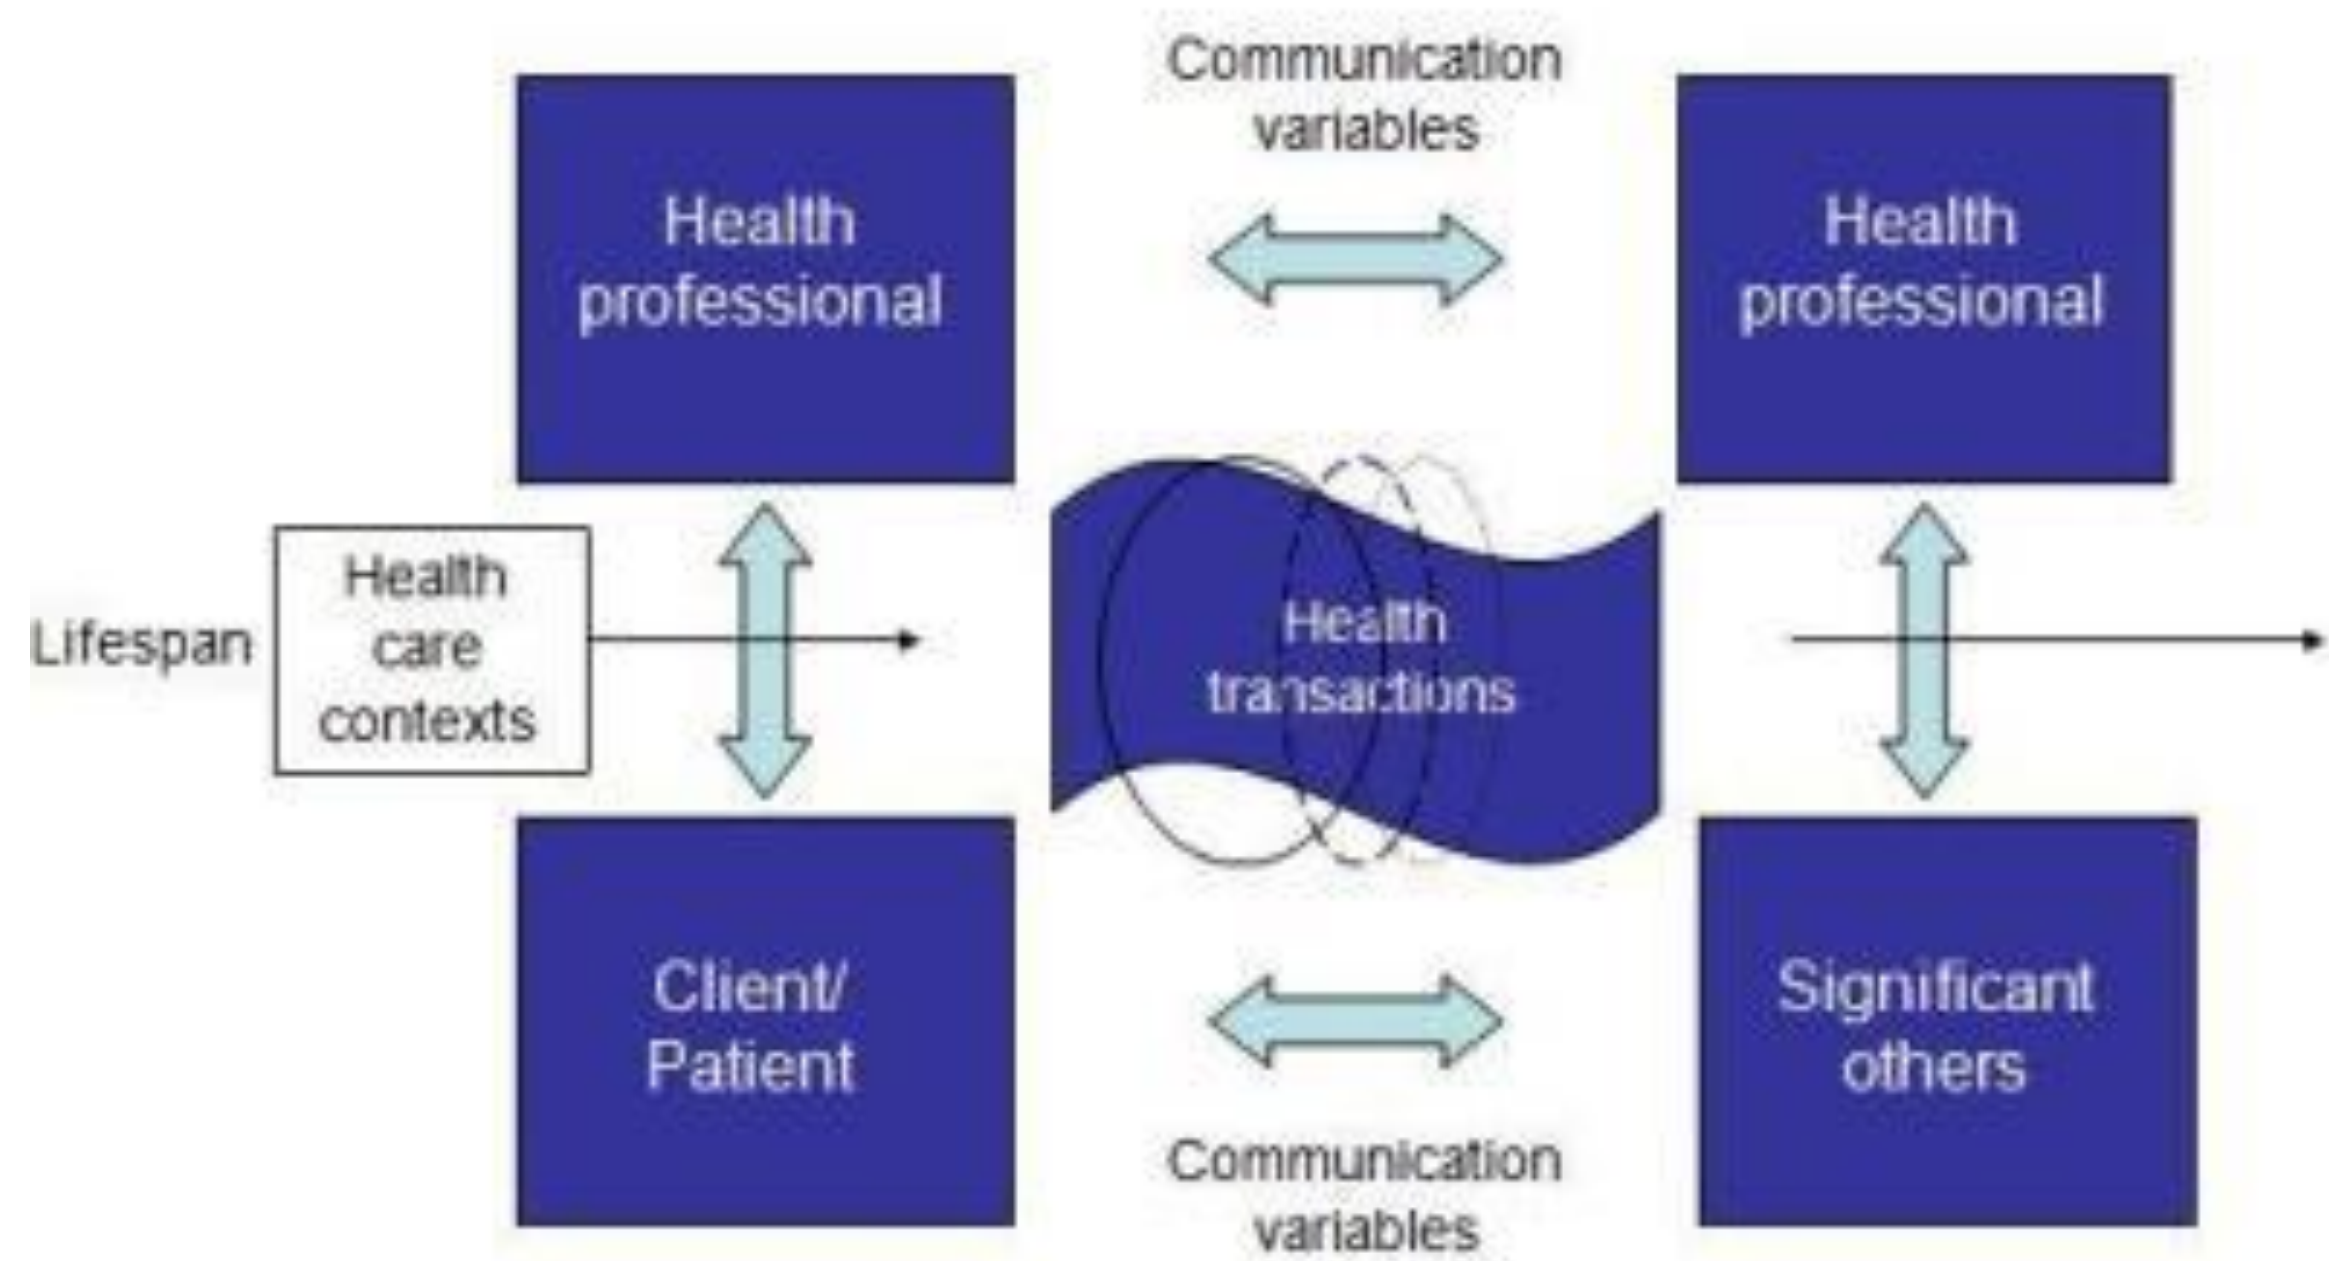 Communication
variables
Health
professional
Health
professional
Lifespan
Health
care
contexts
Health
transactions
Client/
Patient
Significant
others
Communication
variables